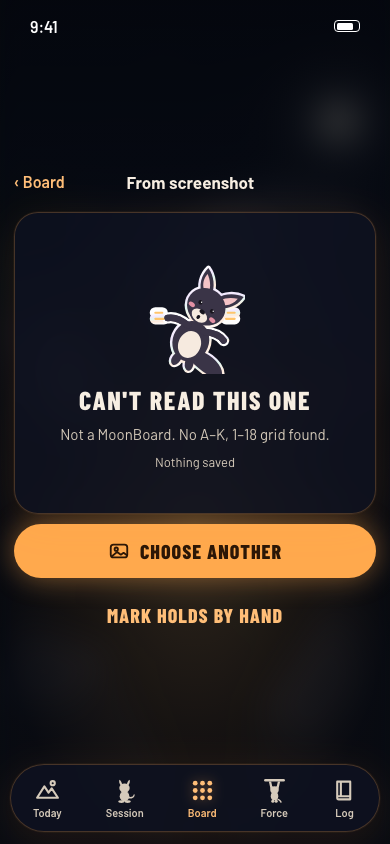 9:41
‹ Board
From screenshot
CAN'T READ THIS ONE
Not a MoonBoard. No A–K, 1–18 grid found.
Nothing saved
CHOOSE ANOTHER
MARK HOLDS BY HAND
Today Session Board Force Log